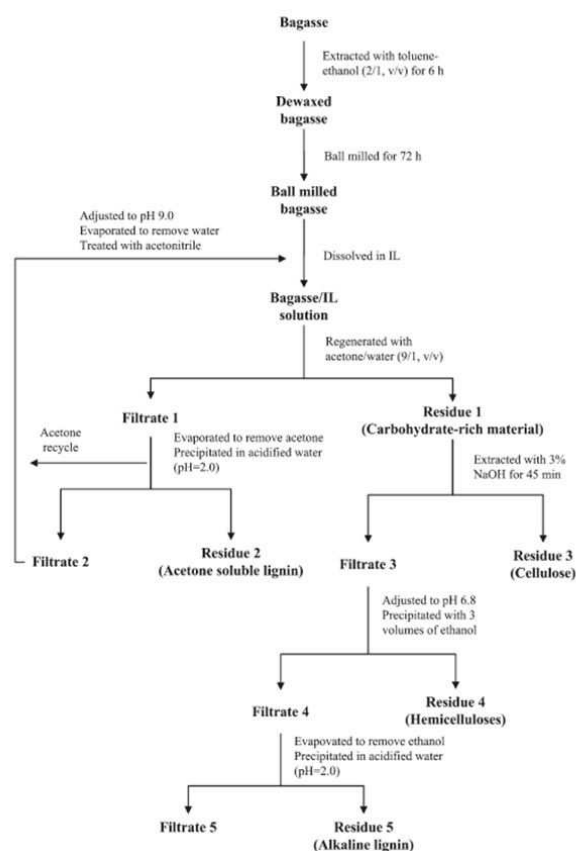 Bagasse
Extracted with toluene-
ethanol (2/1, v/v) for 6 h
Dewaxed
bagasse
Ball milled for 72 h
Ball milled
bagasse
Adjusted to pH 9.0
Evaporated to remove water
Treated with acetonitrile
Dissolved in IL
Bagasse/IL
solution
Regenerated with
acetone/water (9/1, v/v)
Filtrate 1
Residue 1
(Carbohydrate-rich material)
Acetone
recycle
Evaporated to remove acetone
Precipitated in acidified water
(pH=2.0)
Extracted with 3%
NaOH for 45 min
Filtrate 2
Residue 2
(Acetone soluble lignin)
Filtrate 3
Residue 3
(Cellulose)
Adjusted to pH 6.8
Precipitated with 3
volumes of ethanol
Filtrate 4
Residue 4
(Hemicelluloses)
Evapovated to remove ethanol
Precipitated in acidified water
(pH=2.0)
Filtrate 5
Residue 5
(Alkaline lignin)